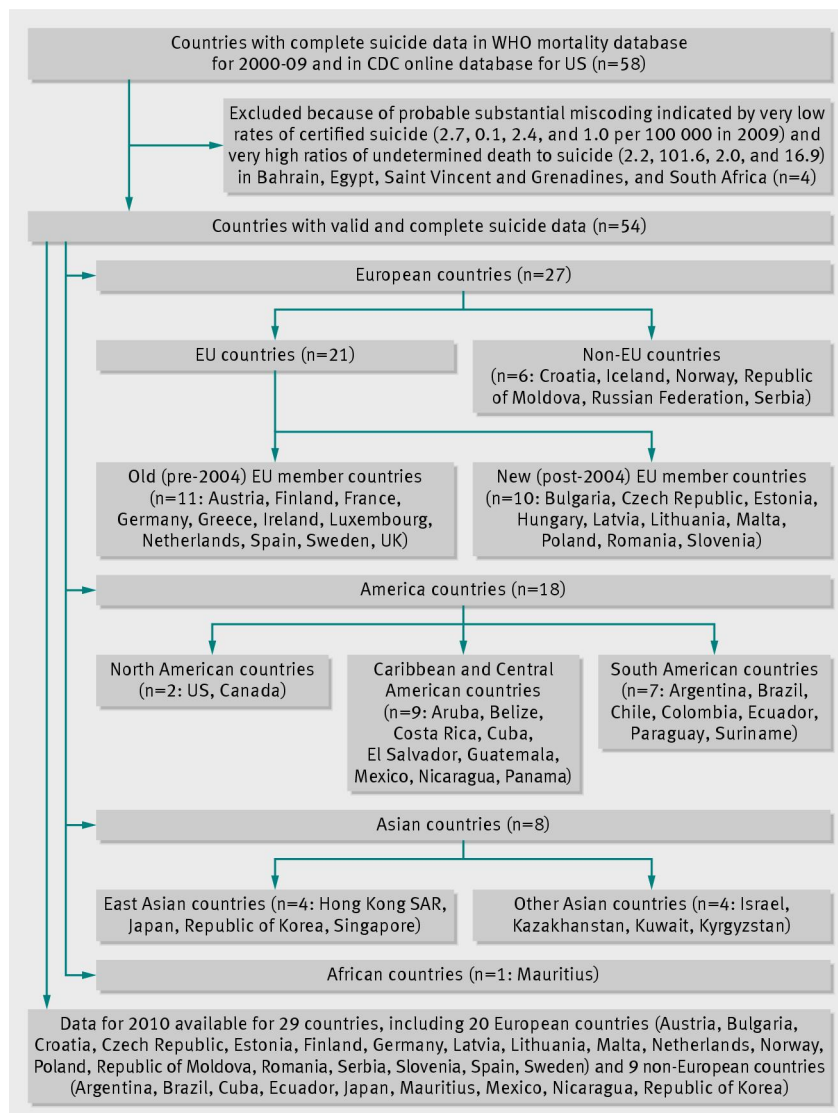 Countries with complete suicide data in WHO mortality database
for 2000-09 and in CDC online database for US (n=58)
Excluded because of probable substantial miscoding indicated by very low
rates of certified suicide (2.7, 0.1, 2.4, and 1.0 per 100 000 in 2009) and
very high ratios of undetermined death to suicide (2.2, 101.6, 2.0, and 16.9)
in Bahrain, Egypt, Saint Vincent and Grenadines, and South Africa (n=4)
Countries with valid and complete suicide data (n=54)
European countries (n=27)
EU countries (n=21)
Non-EU countries
(n=6: Croatia, Iceland, Norway, Republic
of Moldova, Russian Federation, Serbia)
Old (pre-2004) EU member countries
(n=11: Austria, Finland, France,
Germany, Greece, Ireland, Luxembourg,
Netherlands, Spain, Sweden, UK)
New (post-2004) EU member countries
(n=10: Bulgaria, Czech Republic, Estonia,
Hungary, Latvia, Lithuania, Malta,
Poland, Romania, Slovenia)
America countries (n=18)
North American countries
(n=2: US, Canada)
Caribbean and Central
American countries
(n=9: Aruba, Belize,
Costa Rica, Cuba,
El Salvador, Guatemala,
Mexico, Nicaragua, Panama)
South American countries
(n=7: Argentina, Brazil,
Chile, Colombia, Ecuador,
Paraguay, Suriname)
Asian countries (n=8)
East Asian countries (n=4: Hong Kong SAR,
Japan, Republic of Korea, Singapore)
Other Asian countries (n=4: Israel,
Kazakhanstan, Kuwait, Kyrgyzstan)
African countries (n=1: Mauritius)
Data for 2010 available for 29 countries, including 20 European countries (Austria, Bulgaria,
Croatia, Czech Republic, Estonia, Finland, Germany, Latvia, Lithuania, Malta, Netherlands, Norway,
Poland, Republic of Moldova, Romania, Serbia, Slovenia, Spain, Sweden) and 9 non-European countries
(Argentina, Brazil, Cuba, Ecuador, Japan, Mauritius, Mexico, Nicaragua, Republic of Korea)